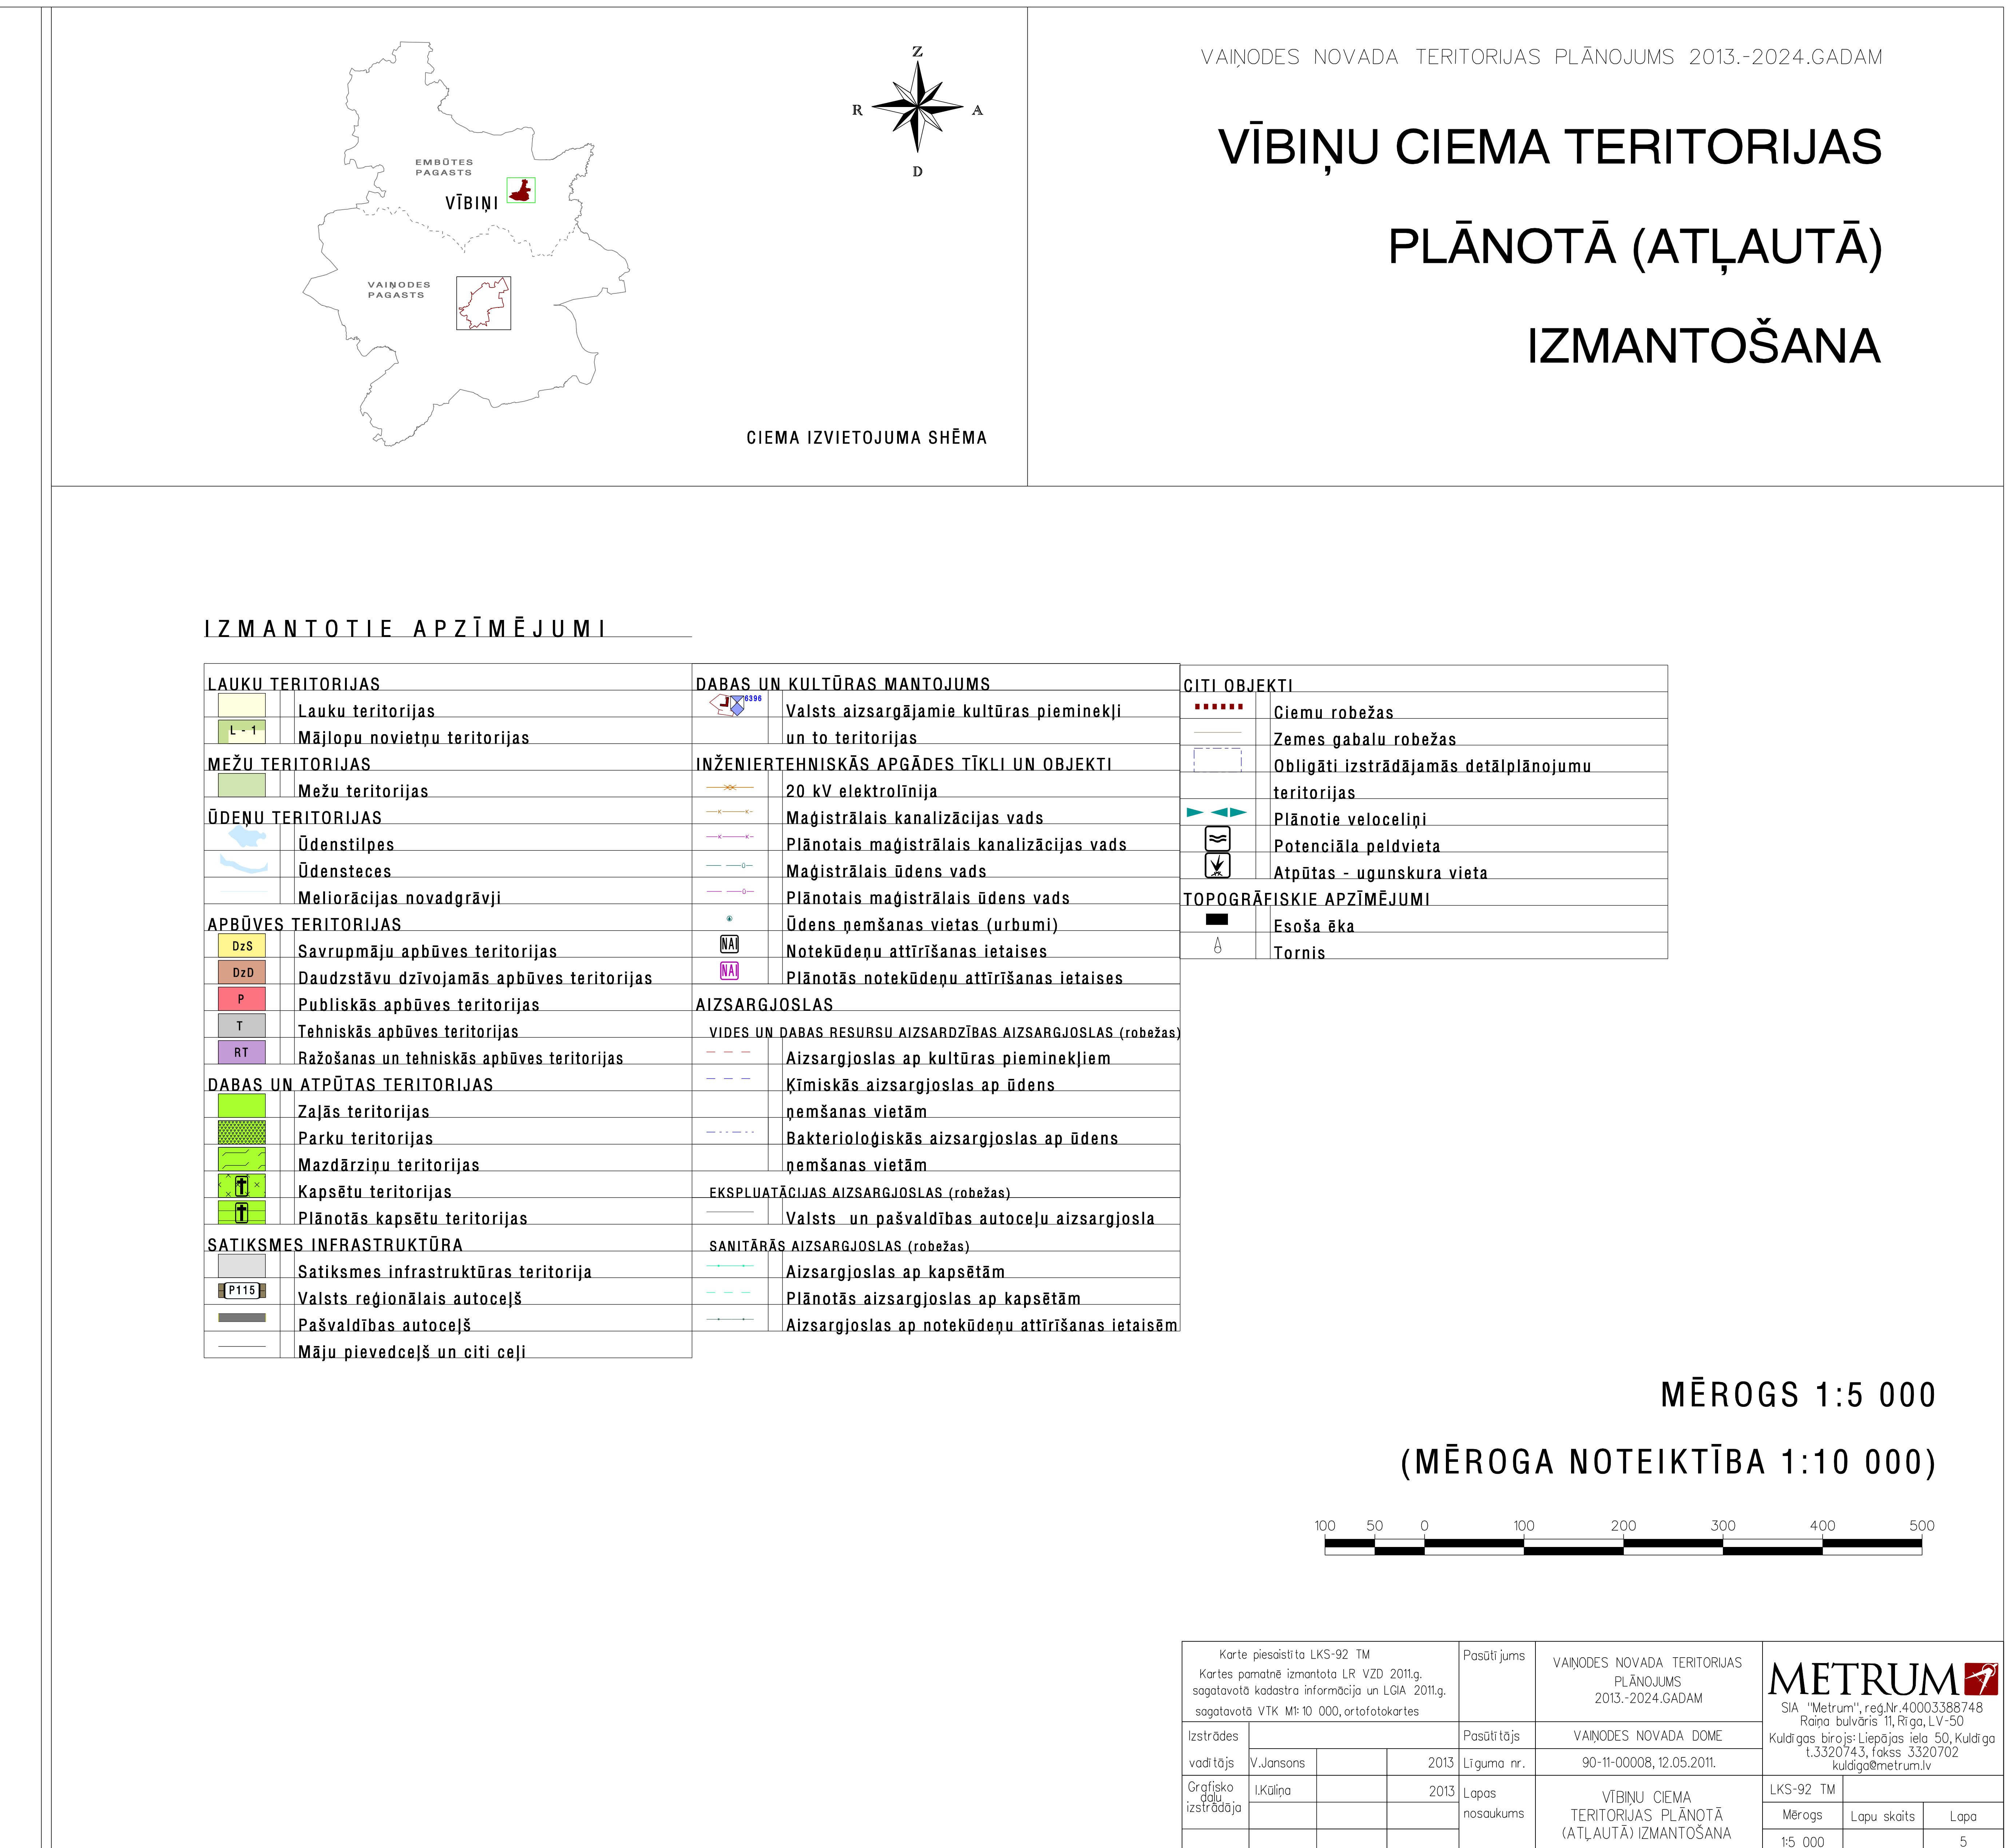 VAIŅODES NOVADA TERITORIJAS PLĀNOJUMS 2013.-2024.GADAM
VĪBIŅU CIEMA TERITORIJAS
PLĀNOTĀ (ATĻAUTĀ)
IZMANTOŠANA
Z
R
A
D
EMBŪTES
PAGASTS
VĪBIŅI
VAIŅODES
PAGASTS
CIEMA IZVIETOJUMA SHĒMA
IZMANTOTIE APZĪMĒJUMI
LAUKU TERITORIJAS
Lauku teritorijas
L - 1
Mājlopu novietņu teritorijas
MEŽU TERITORIJAS
Mežu teritorijas
ŪDEŅU TERITORIJAS
Ūdenstilpes
Ūdensteces
Meliorācijas novadgrāvji
APBŪVES TERITORIJAS
DzS
Savrupmāju apbūves teritorijas
DzD
Daudzstāvu dzīvojamās apbūves teritorijas
P
Publiskās apbūves teritorijas
T
Tehniskās apbūves teritorijas
RT
Ražošanas un tehniskās apbūves teritorijas
DABAS UN ATPŪTAS TERITORIJAS
Zaļās teritorijas
Parku teritorijas
Mazdārziņu teritorijas
Kapsētu teritorijas
Plānotās kapsētu teritorijas
SATIKSMES INFRASTRUKTŪRA
Satiksmes infrastruktūras teritorija
P115
Valsts reģionālais autoceļš
Pašvaldības autoceļš
Māju pievedceļš un citi ceļi
DABAS UN KULTŪRAS MANTOJUMS
6396
Valsts aizsargājamie kultūras pieminekļi
un to teritorijas
INŽENIERTEHNISKĀS APGĀDES TĪKLI UN OBJEKTI
20 kV elektrolīnija
Maģistrālais kanalizācijas vads
Plānotais maģistrālais kanalizācijas vads
Maģistrālais ūdens vads
Plānotais maģistrālais ūdens vads
Ūdens ņemšanas vietas (urbumi)
NAI
Notekūdeņu attīrīšanas ietaises
NAI
Plānotās notekūdeņu attīrīšanas ietaises
AIZSARGJOSLAS
VIDES UN DABAS RESURSU AIZSARDZĪBAS AIZSARGJOSLAS (robežas)
Aizsargjoslas ap kultūras pieminekļiem
Ķīmiskās aizsargjoslas ap ūdens
ņemšanas vietām
Bakterioloģiskās aizsargjoslas ap ūdens
ņemšanas vietām
EKSPLUATĀCIJAS AIZSARGJOSLAS (robežas)
Valsts un pašvaldības autoceļu aizsargjosla
SANITĀRĀS AIZSARGJOSLAS (robežas)
Aizsargjoslas ap kapsētām
Plānotās aizsargjoslas ap kapsētām
Aizsargjoslas ap notekūdeņu attīrīšanas ietaisēm
CITI OBJEKTI
Ciemu robežas
Zemes gabalu robežas
Obligāti izstrādājamās detālplānojumu
teritorijas
Plānotie veloceliņi
Potenciāla peldvieta
Atpūtas - ugunskura vieta
TOPOGRĀFISKIE APZĪMĒJUMI
Esoša ēka
Tornis
MĒROGS 1:5 000
(MĒROGA NOTEIKTĪBA 1:10 000)
100 50 0 100 200 300 400 500
Karte piesaistīta LKS-92 TM
Kartes pamatnē izmantota LR VZD 2011.g.
sagatavotā kadastra informācija un LGIA 2011.g.
sagatavotā VTK M1:10 000, ortofotokartes
Pasūtījums
VAIŅODES NOVADA TERITORIJAS
PLĀNOJUMS
2013.-2024.GADAM
METRUM
SIA "Metrum", reģ.Nr.40003388748
Raiņa bulvāris 11, Rīga, LV-50
Kuldīgas birojs: Liepājas iela 50, Kuldīga
t.3320743, fakss 3320702
kuldiga@metrum.lv
Izstrādes
vadītājs
V.Jansons
2013
Pasūtītājs
VAIŅODES NOVADA DOME
Līguma nr.
90-11-00008, 12.05.2011.
Grafisko
daļu
izstrādāja
I.Kūliņa
2013
Lapas
nosaukums
VĪBIŅU CIEMA
TERITORIJAS PLĀNOTĀ
(ATĻAUTĀ) IZMANTOŠANA
LKS-92 TM
Mērogs
Lapu skaits
Lapa
1:5 000
5